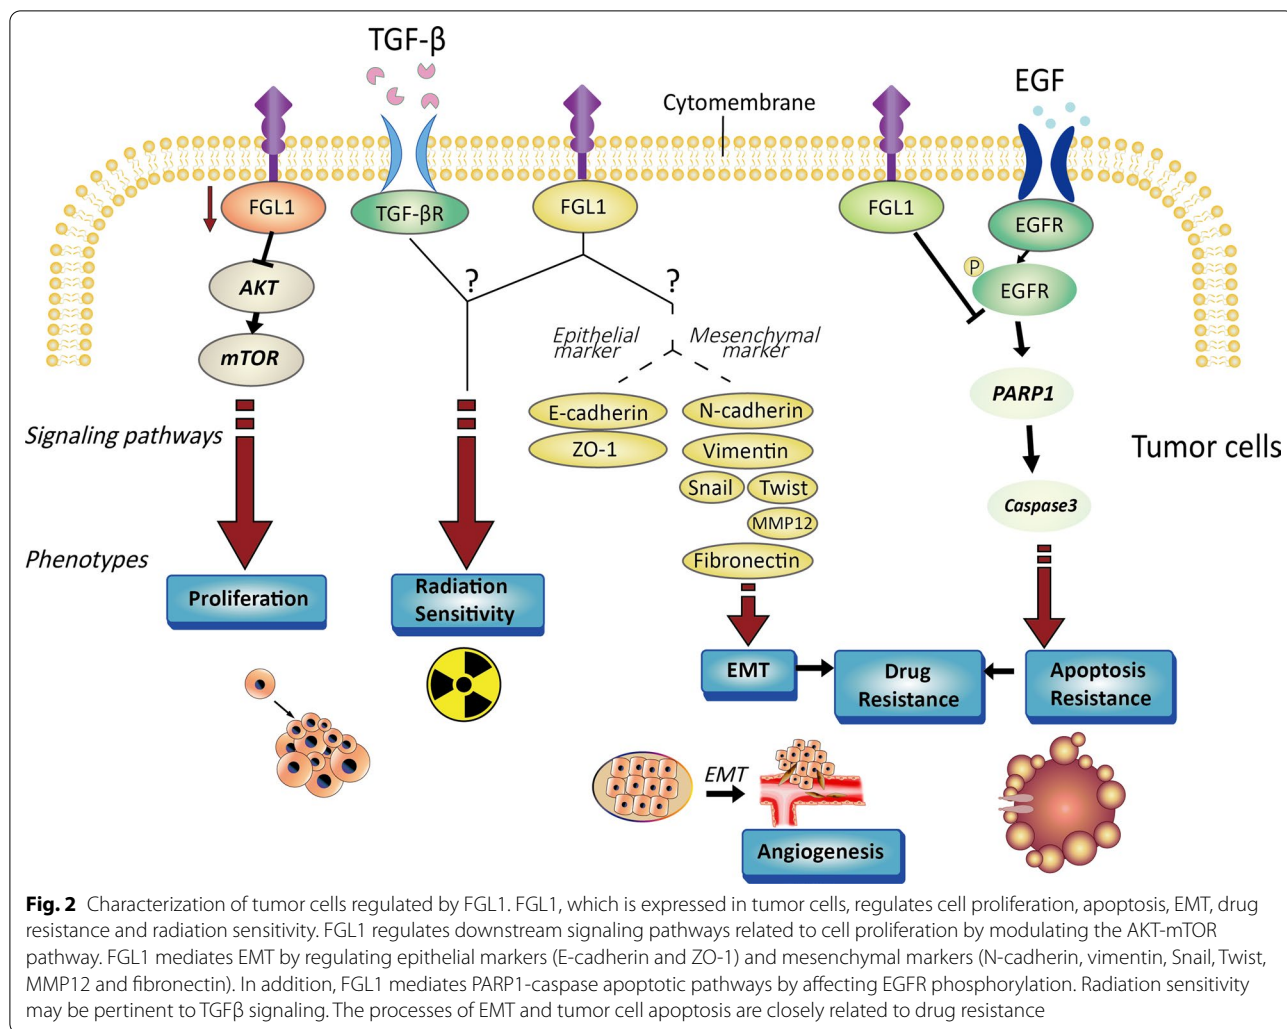 TGF-β
EGF
Cytomembrane
FGL1
TGF-βR
FGL1
FGL1
EGFR
AKT
?
?
P
EGFR
mTOR
Epithelial
marker
Mesenchymal
marker
PARP1
E-cadherin
N-cadherin
Signaling pathways
ZO-1
Vimentin
Tumor cells
Snail
Twist
Caspase3
MMP12
Phenotypes
Fibronectin
Proliferation
Radiation
Sensitivity
EMT
Drug
Resistance
Apoptosis
Resistance
EMT
Angiogenesis
Fig. 2 Characterization of tumor cells regulated by FGL1. FGL1, which is expressed in tumor cells, regulates cell proliferation, apoptosis, EMT, drug
resistance and radiation sensitivity. FGL1 regulates downstream signaling pathways related to cell proliferation by modulating the AKT-mTOR
pathway. FGL1 mediates EMT by regulating epithelial markers (E-cadherin and ZO-1) and mesenchymal markers (N-cadherin, vimentin, Snail, Twist,
MMP12 and fibronectin). In addition, FGL1 mediates PARP1-caspase apoptotic pathways by affecting EGFR phosphorylation. Radiation sensitivity
may be pertinent to TGFβ signaling. The processes of EMT and tumor cell apoptosis are closely related to drug resistance